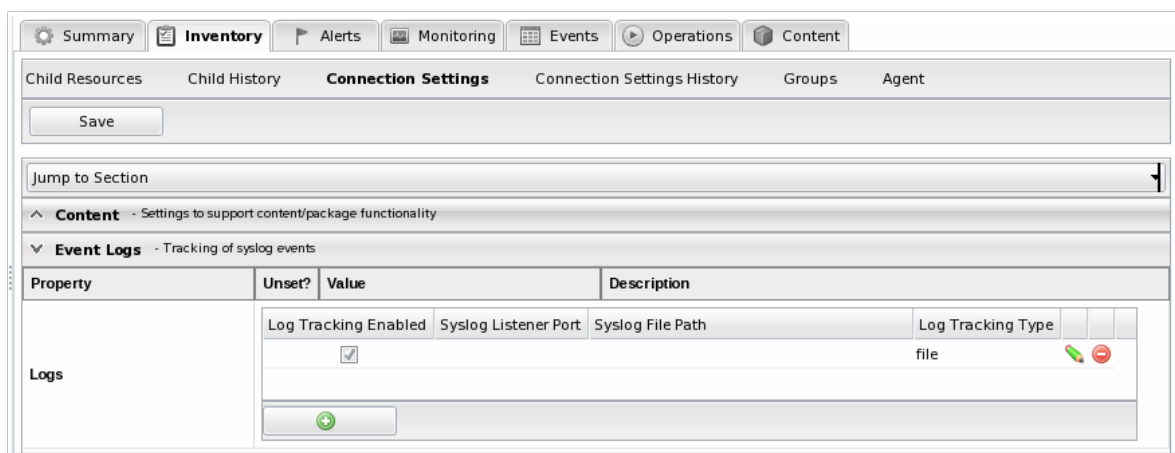 Summary Inventory Alerts Monitoring Events Operations Content
Child Resources Child History Connection Settings Connection Settings History Groups Agent
Save
Jump to Section
Content - Settings to support content/package functionality
Event Logs - Tracking of syslog events
Property Unset? Value Description
Log Tracking Enabled Syslog Listener Port Syslog File Path Log Tracking Type
file
Logs